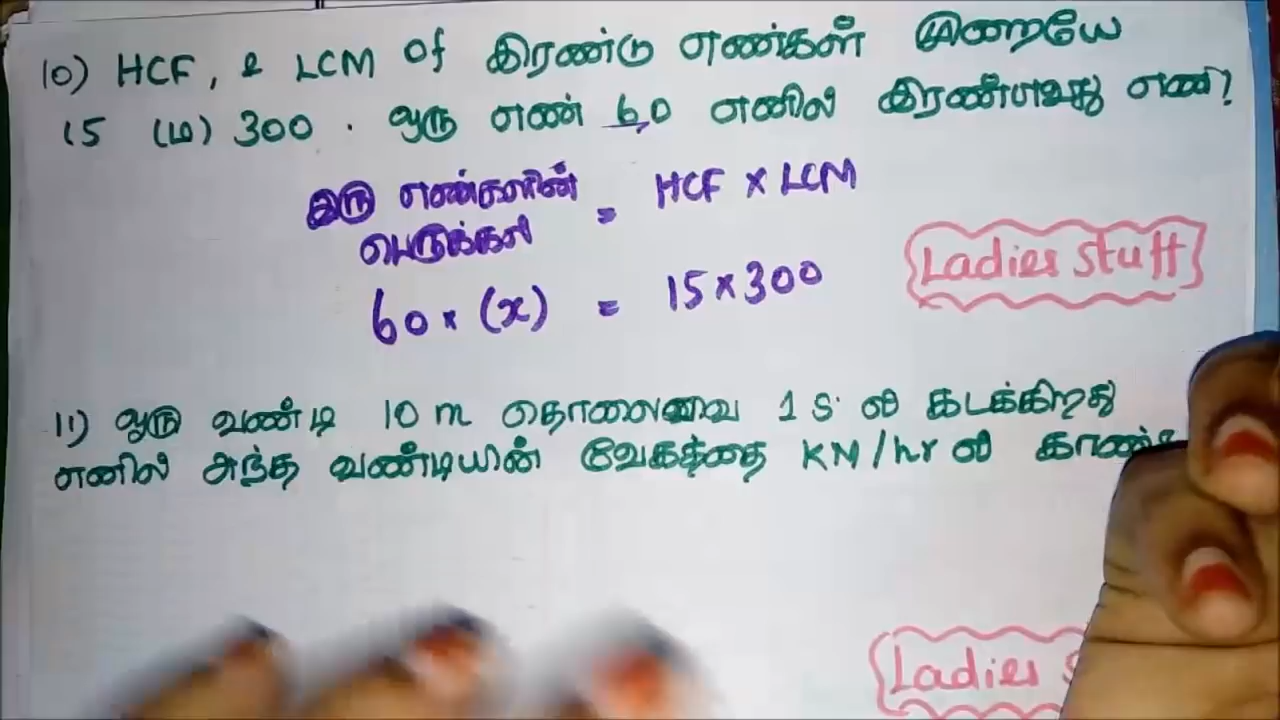 10) HCF, & LCM Of இரண்டு எண்கள் முறையே
15 (ம) 300. ஒரு எண் 60 எனில் இரண்டாவது எண்?
இரு எண்களின்
பெருக்கல் = HCF x LCM
60 x (x) = 15 x 300
Ladies Stuff
11) ஒரு வண்டி 10 m தொலைவை 1 s ல் கடக்கிறது
எனில் அந்த வண்டியின் வேகத்தை KM/hr ல்
Ladies